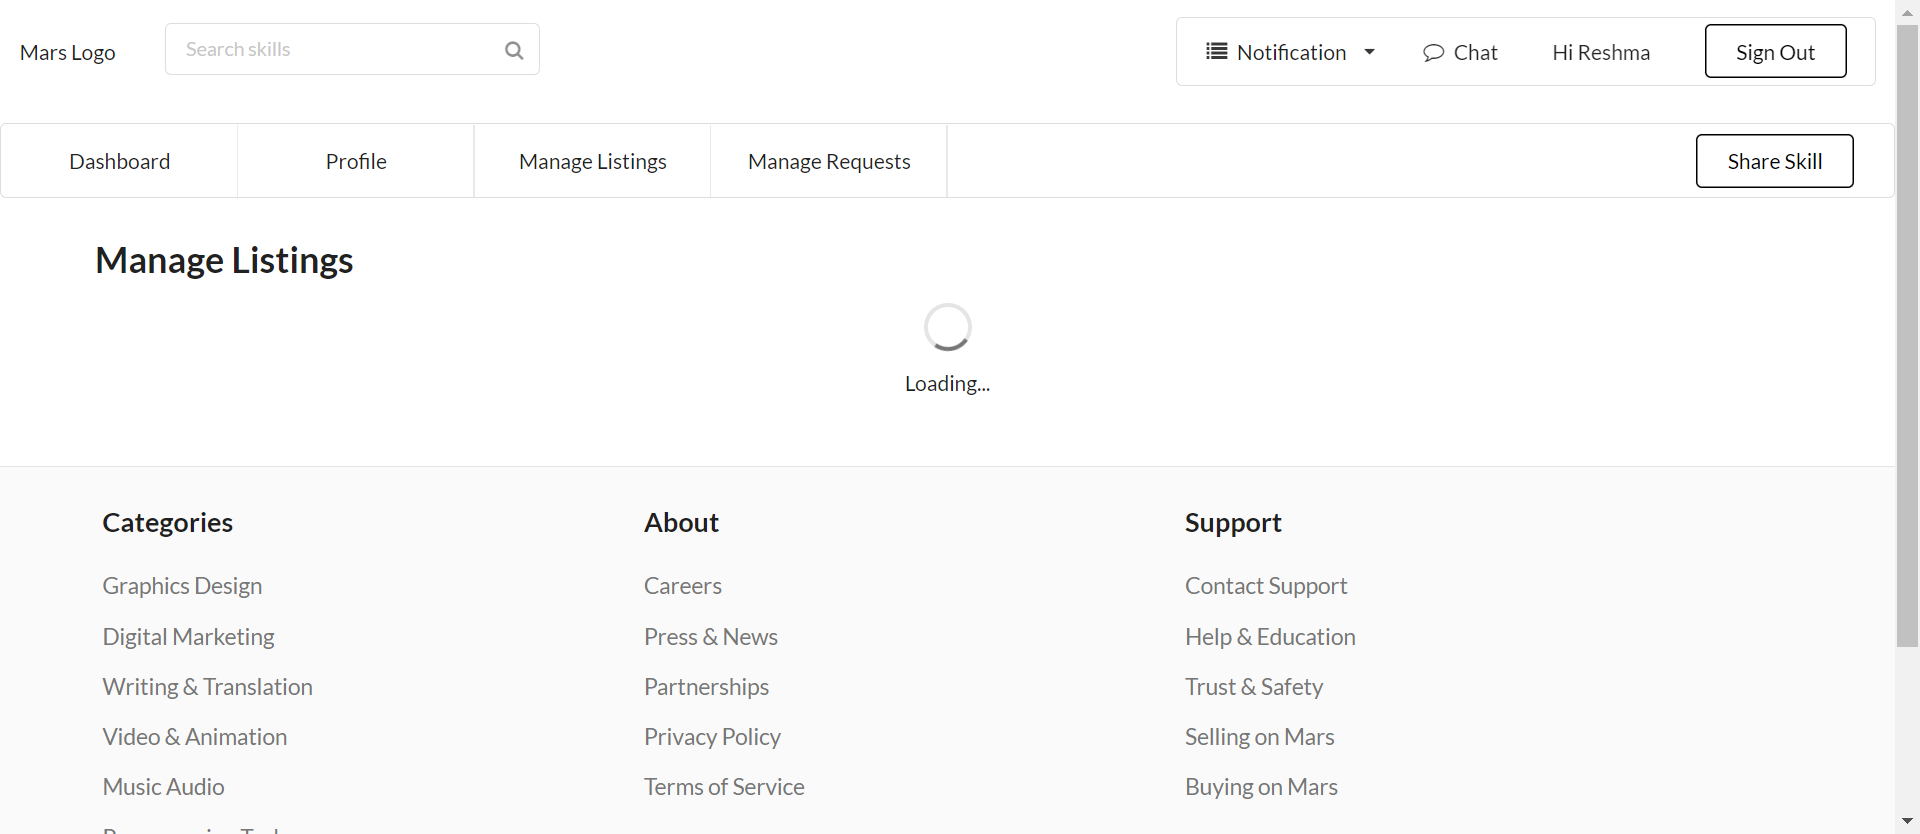 Mars Logo
Search skills
Notification
Chat
Hi Reshma
Sign Out
Dashboard
Profile
Manage Listings
Manage Requests
Share Skill
Manage Listings
Loading...
Categories
Graphics Design
Digital Marketing
Writing & Translation
Video & Animation
Music Audio
About
Careers
Press & News
Partnerships
Privacy Policy
Terms of Service
Support
Contact Support
Help & Education
Trust & Safety
Selling on Mars
Buying on Mars